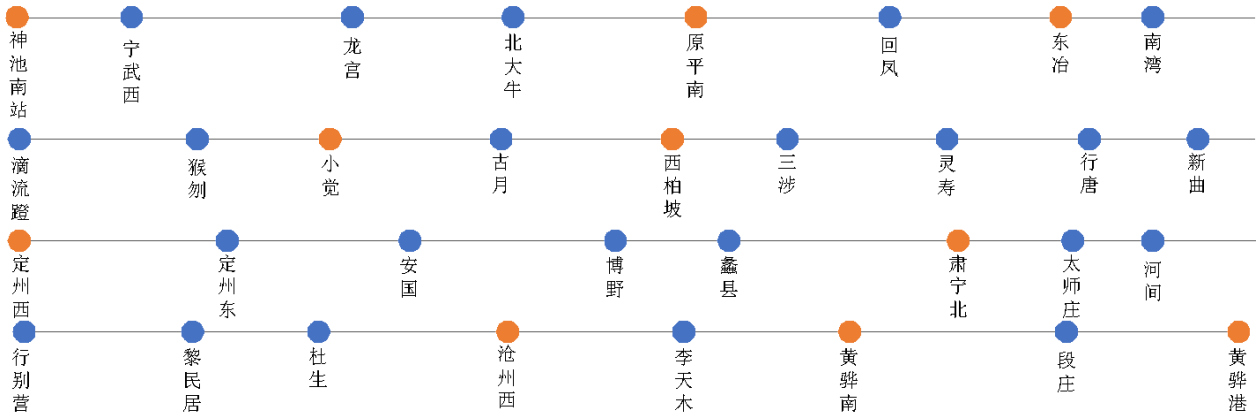 神池南站
宁武西
龙宫
北大牛
原平南
回凤
东冶
南湾
滴流蹬
猴刎
小觉
古月
西柏坡
三涉
灵寿
行唐
新曲
定州西
定州东
安国
博野
蠡县
肃宁北
太师庄
河间
行别营
黎民居
杜生
沧州西
李天木
黄骅南
段庄
黄骅港